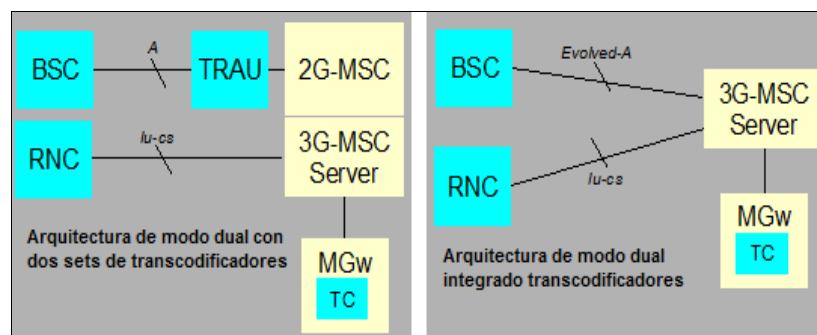 A
BSC
TRAU
2G-MSC
Iu-cs
RNC
3G-MSC
Server
Arquitectura de modo dual con
dos sets de transcodificadores
MGw
TC
Evolved-A
BSC
3G-MSC
Server
RNC
Iu-cs
Arquitectura de modo dual
integrado transcodificadores
MGw
TC